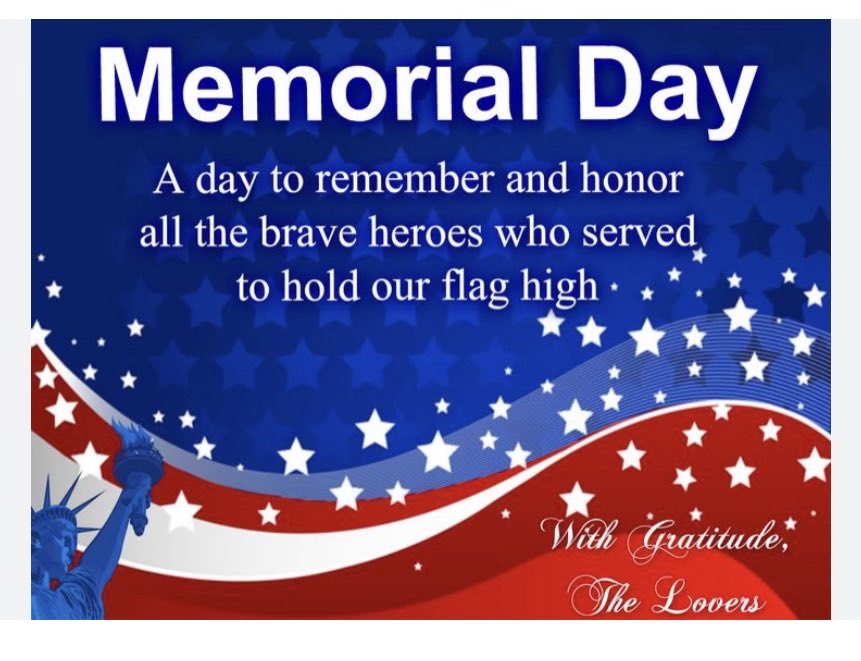 Memorial Day
A day to remember and honor
all the brave heroes who served
to hold our flag high
With Gratitude,
The Lovers